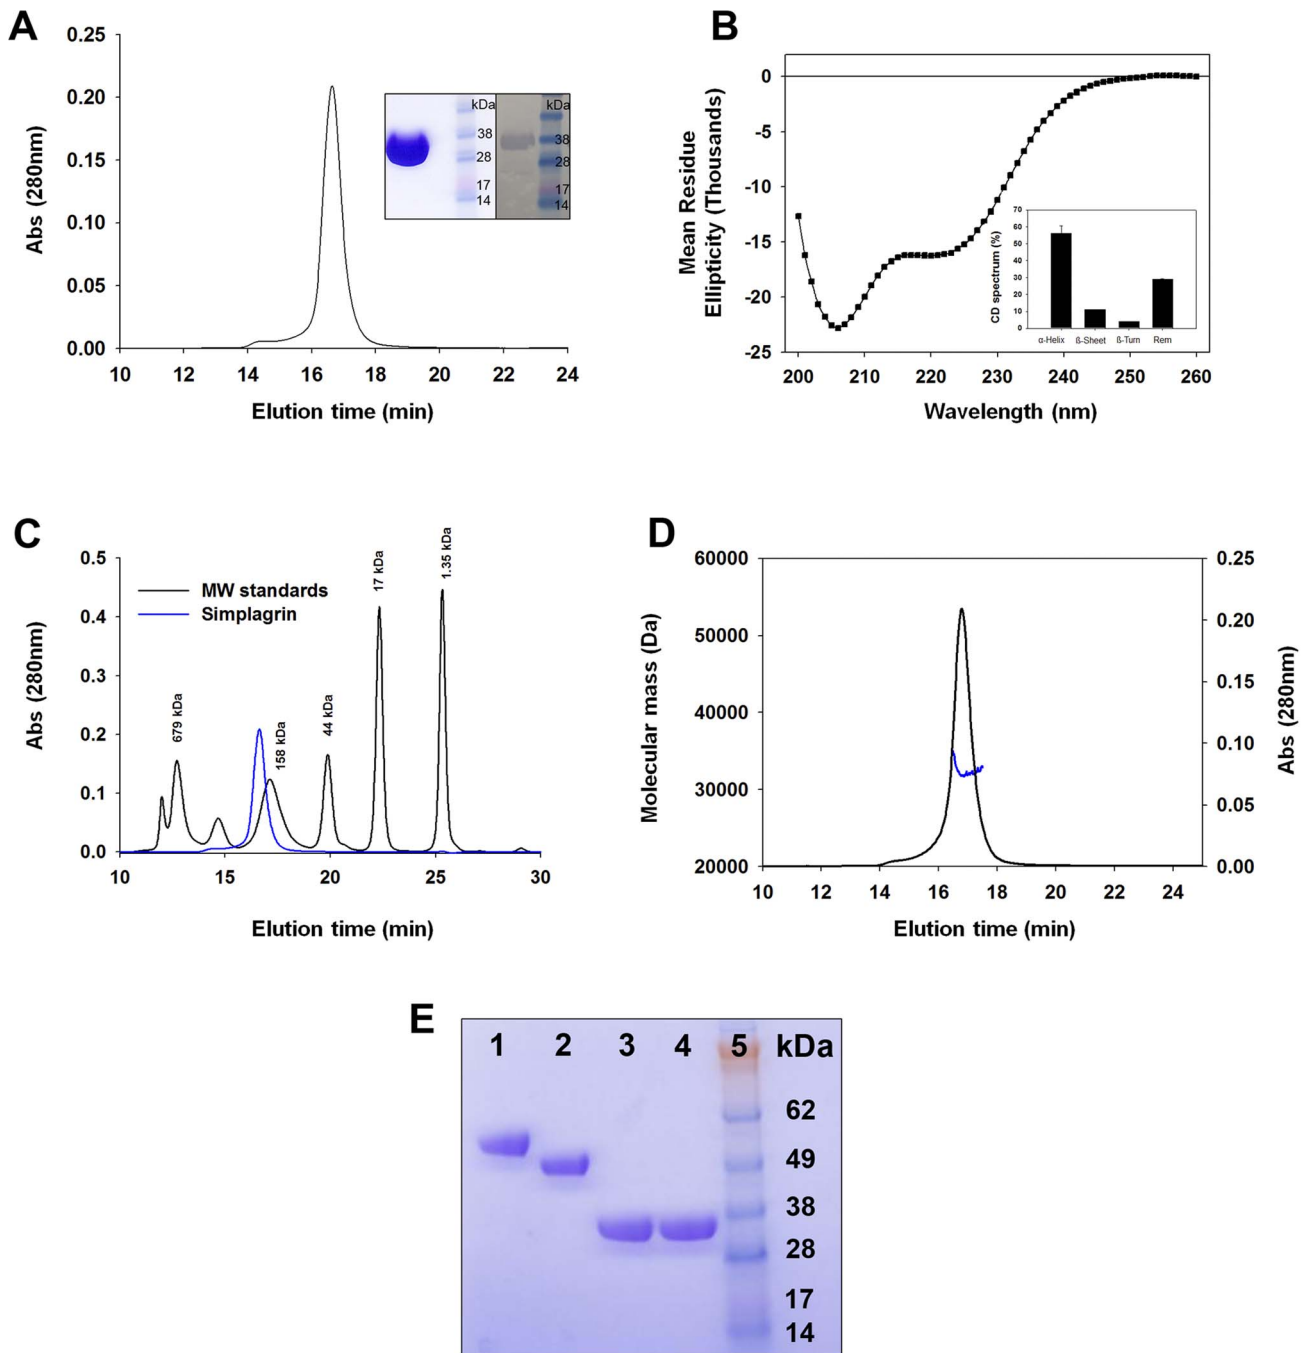 A
0.25
0.20
0.15
0.10
0.05
0.00
Abs (280nm)
10 12 14 16 18 20 22 24
Elution time (min)
kDa
38
28
17
14
kDa
38
28
17
14
B
0
-5
-10
-15
-20
-25
Mean Residue
Ellipticity (Thousands)
200 210 220 230 240 250 260
Wavelength (nm)
70
60
50
40
30
20
10
0
CD spectrum (%)
α-Helix ß-Sheet ß-Turn Rem
C
0.5
0.4
0.3
0.2
0.1
0.0
Abs (280nm)
MW standards
Simplagrin
679 kDa
158 kDa
44 kDa
17 kDa
1.35 kDa
10 15 20 25 30
Elution time (min)
D
60000
50000
40000
30000
20000
Molecular mass (Da)
0.25
0.20
0.15
0.10
0.05
0.00
Abs (280nm)
10 12 14 16 18 20 22 24
Elution time (min)
E
1 2 3 4 5 kDa
62
49
38
28
17
14